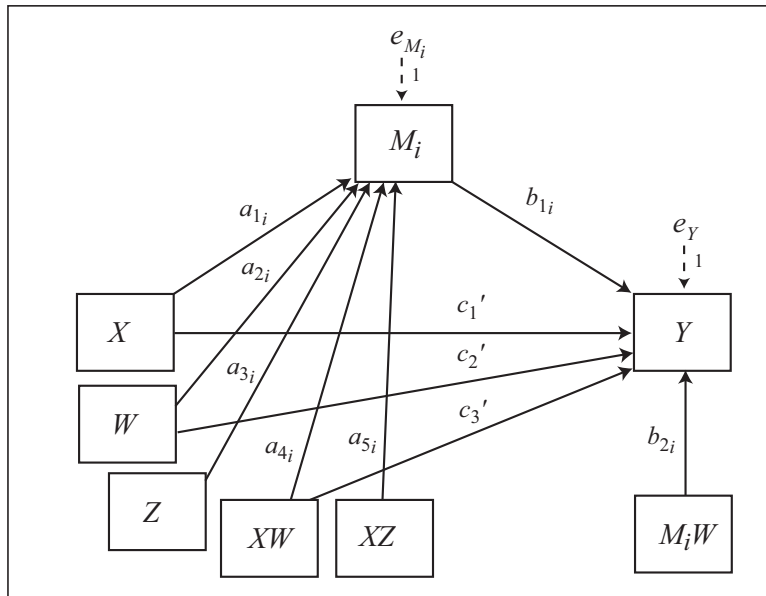 e_{M_i}
1
M_i
a_{1_i}
b_{1_i}
a_{2_i}
e_Y
1
X
c_1′
Y
a_{3_i}
c_2′
W
c_3′
a_{4_i}
a_{5_i}
b_{2_i}
Z
XW
XZ
M_iW